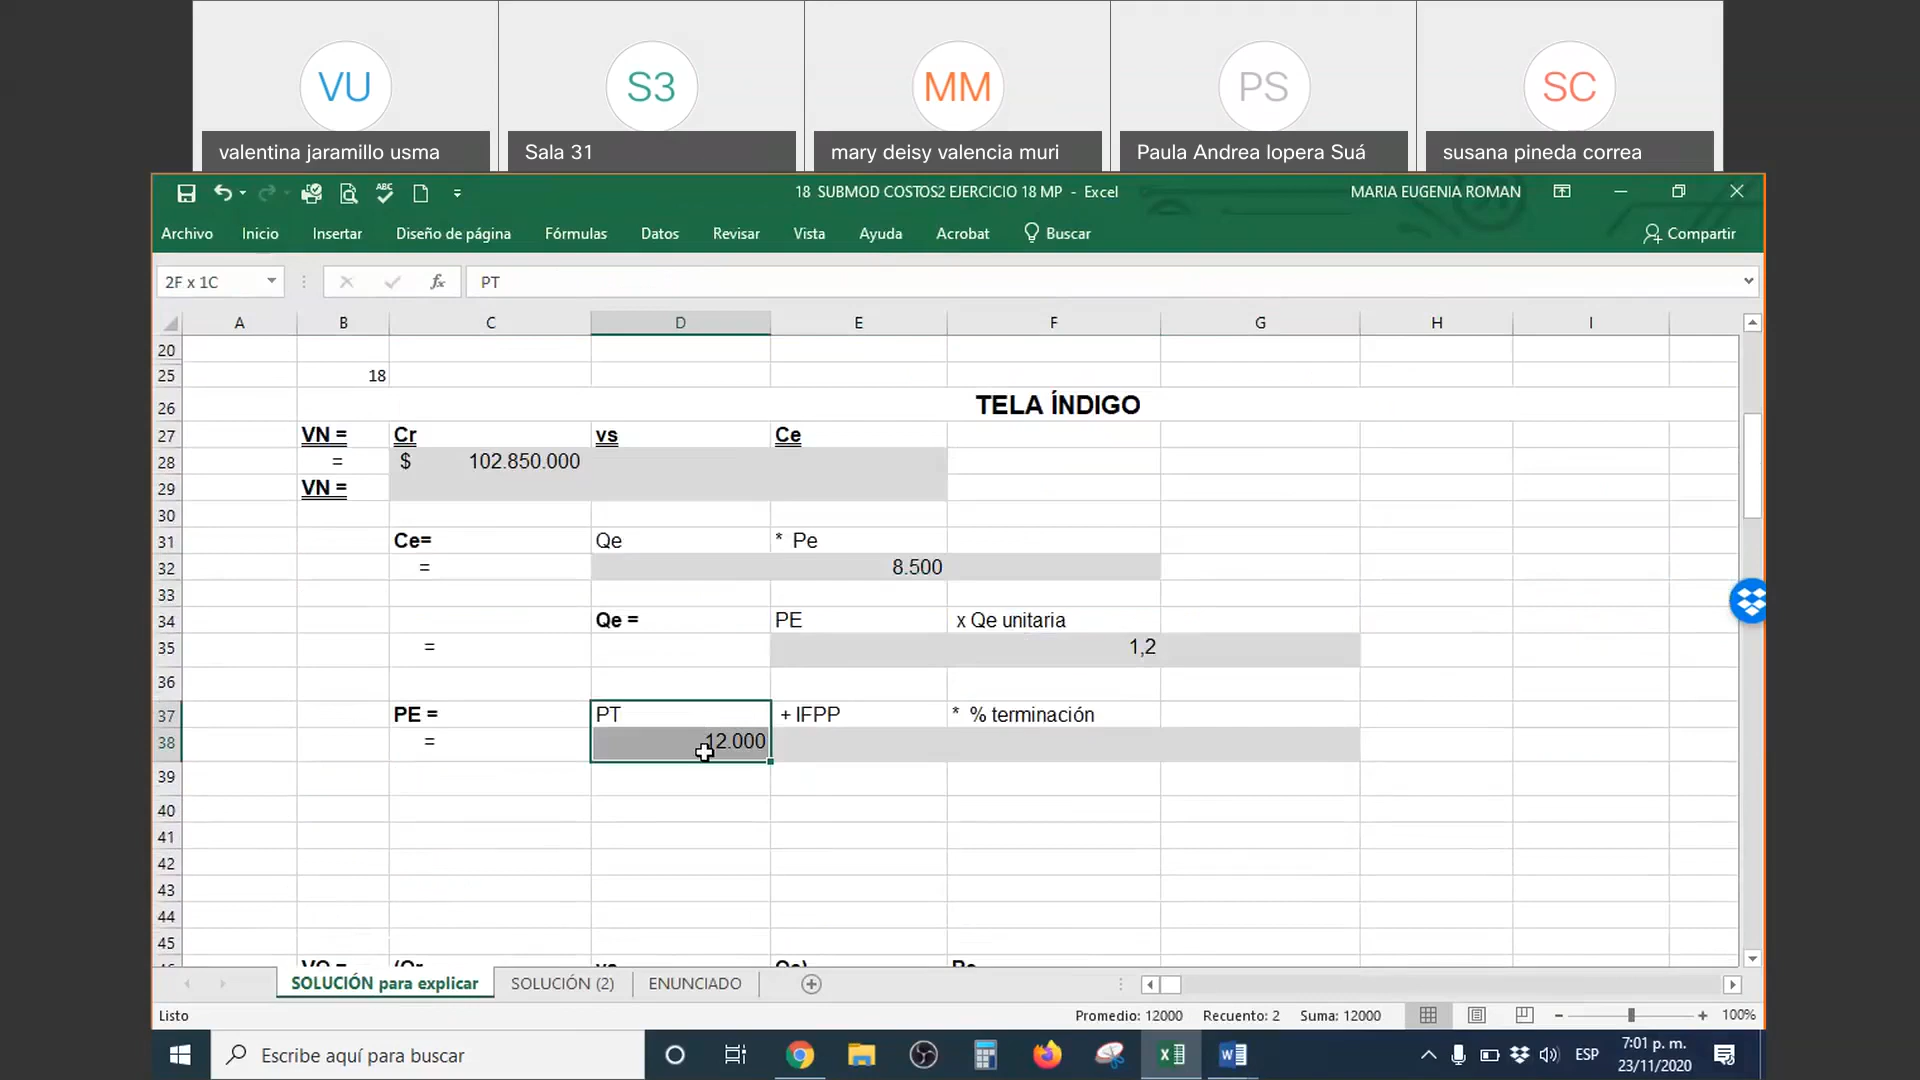 VU
S3
MM
PS
SC
valentina jaramillo usma
Sala 31
mary deisy valencia muri
Paula Andrea lopera Suá
susana pineda correa
ABC
18 SUBMOD COSTOS2 EJERCICIO 18 MP - Excel
MARIA EUGENIA ROMAN
Archivo Inicio Insertar Diseño de página Fórmulas Datos Revisar Vista Ayuda Acrobat Buscar Compartir
2F x 1C fx PT
A B C D E F G H I
20
25 18
26 TELA ÍNDIGO
27 VN = Cr vs Ce
28 = $ 102.850.000
29 VN =
30
31 Ce= Qe * Pe
32 = 8.500
33
34 Qe = PE x Qe unitaria
35 = 1,2
36
37 PE = PT + IFPP * % terminación
38 = 12.000
39
40
41
42
43
44
45
SOLUCIÓN para explicar SOLUCIÓN (2) ENUNCIADO
Listo Promedio: 12000 Recuento: 2 Suma: 12000 100%
Escribe aquí para buscar
ESP
7:01 p. m.
23/11/2020